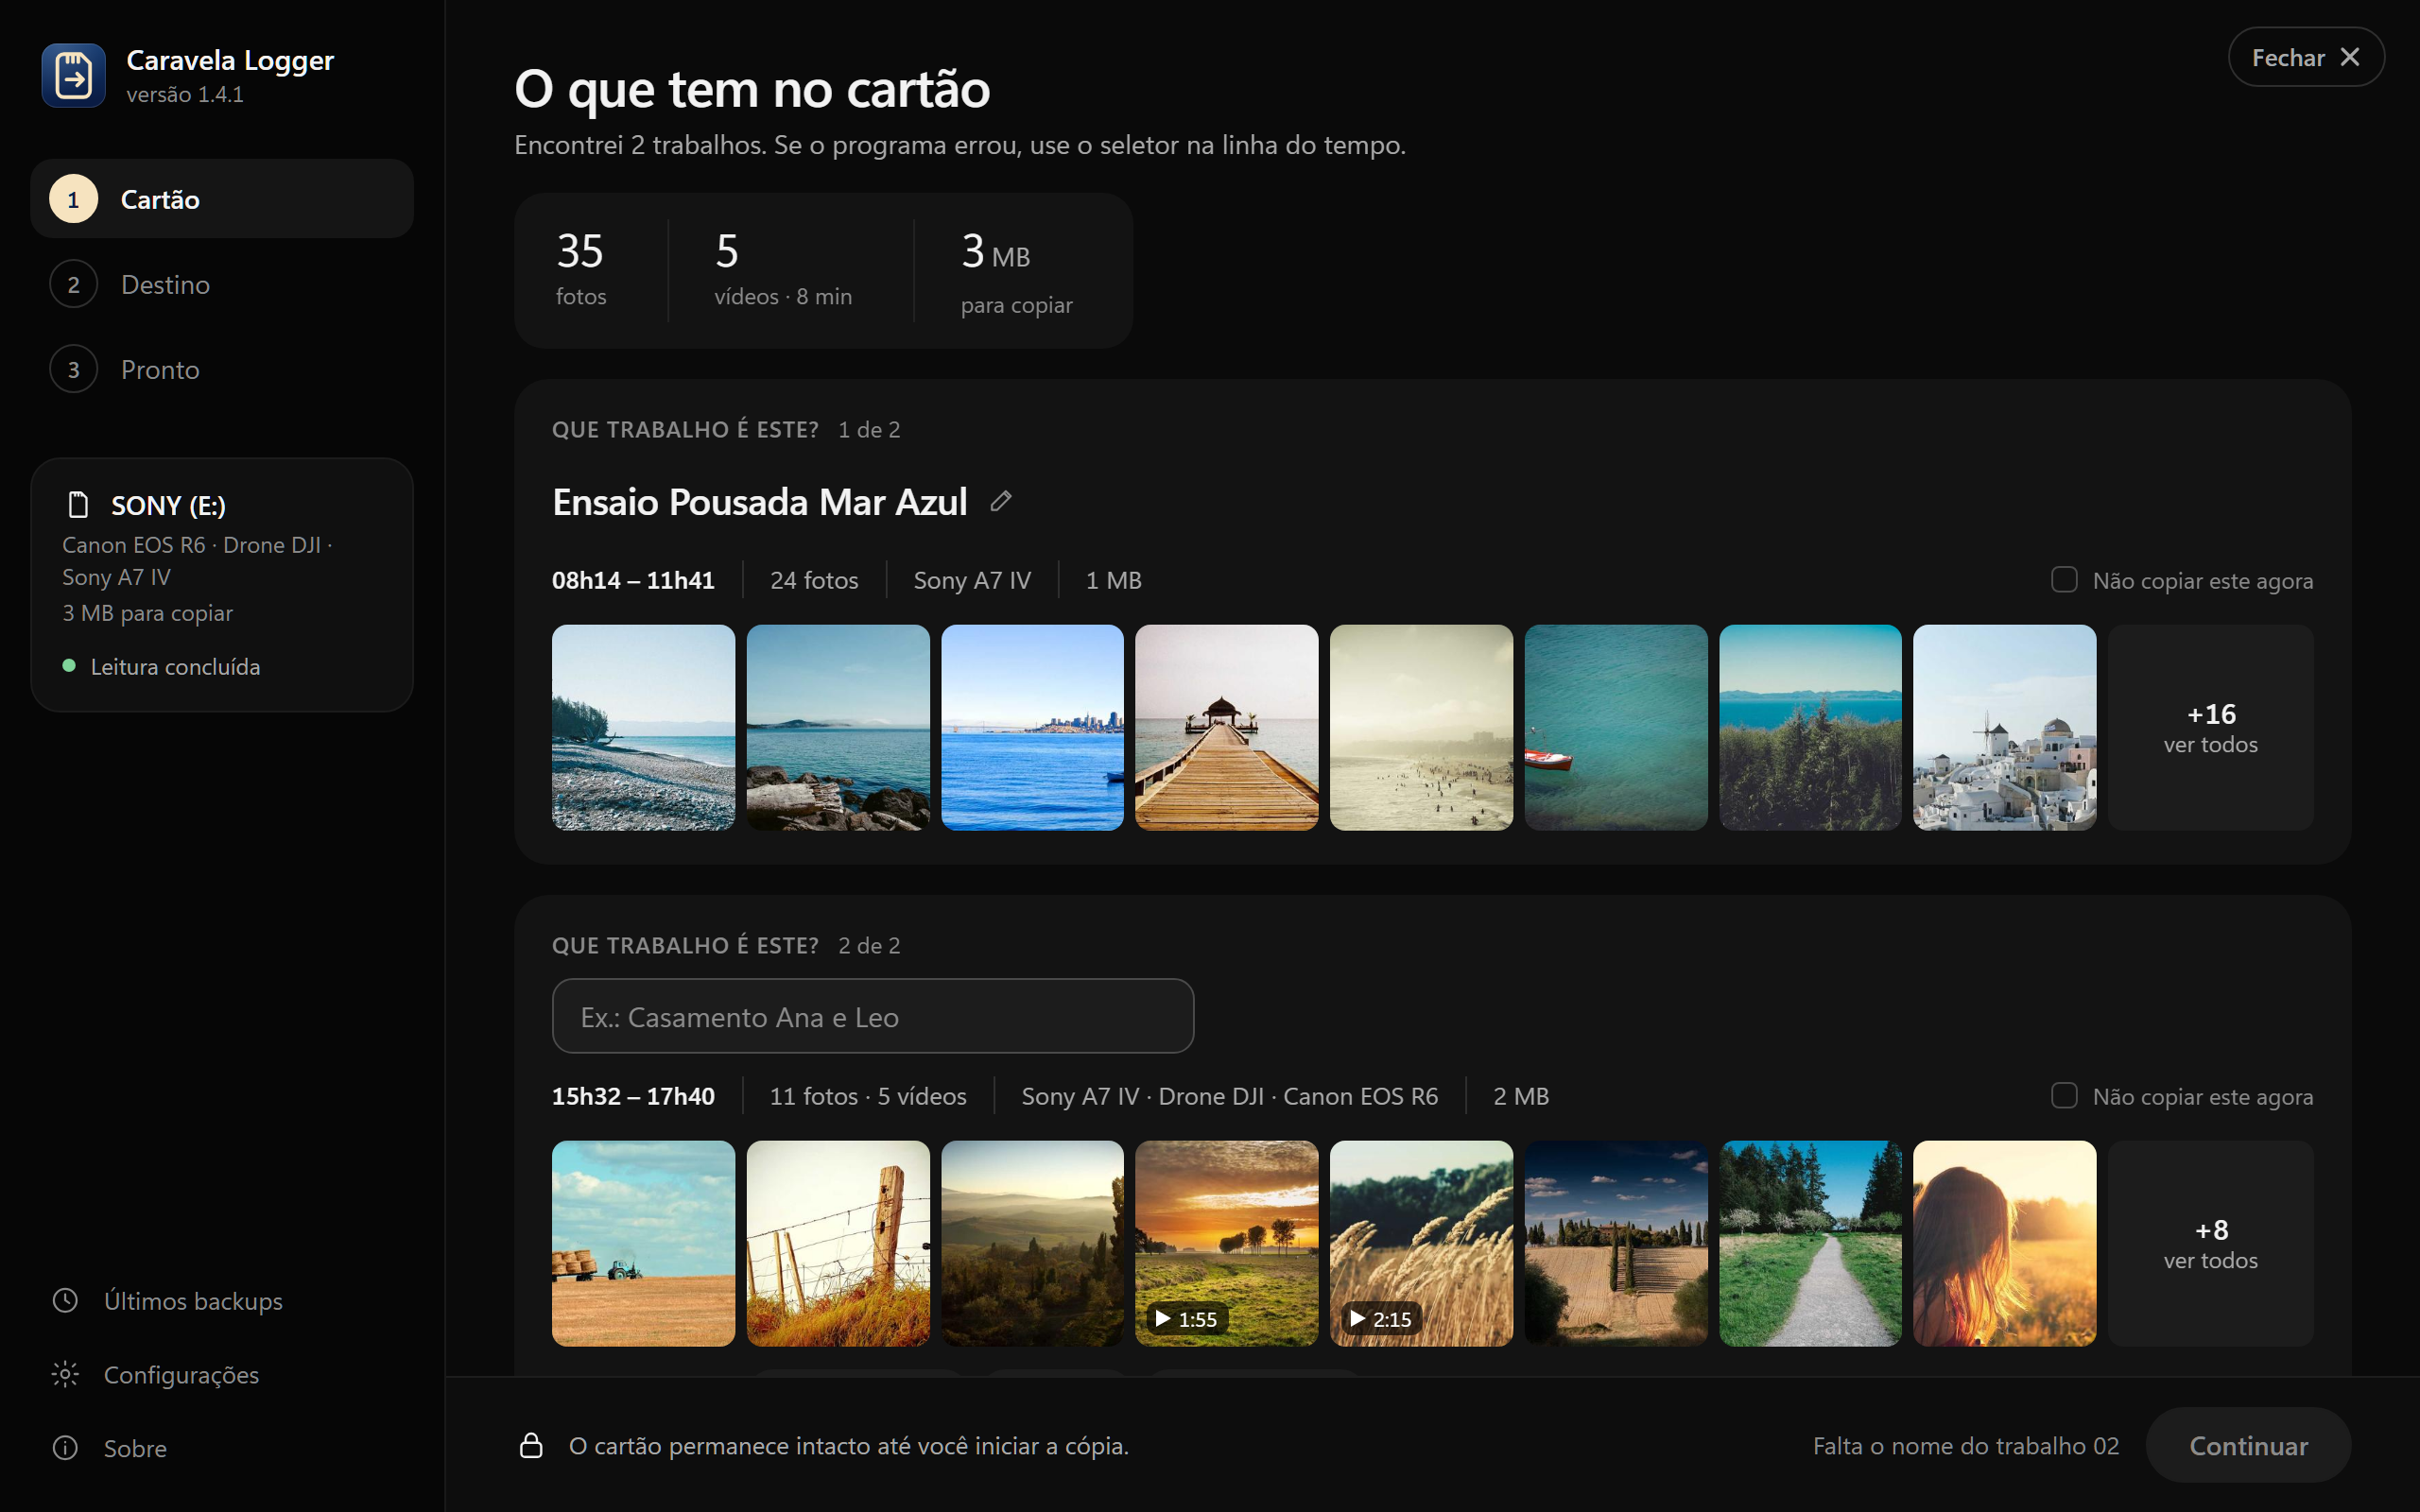 Caravela Logger
versão 1.4.1
1 Cartão
2 Destino
3 Pronto
SONY (E:)
Canon EOS R6 · Drone DJI ·
Sony A7 IV
3 MB para copiar
Leitura concluída
Últimos backups
Configurações
Sobre
Fechar
O que tem no cartão
Encontrei 2 trabalhos. Se o programa errou, use o seletor na linha do tempo.
35 5 3 MB
fotos vídeos · 8 min para copiar
QUE TRABALHO É ESTE? 1 de 2
Ensaio Pousada Mar Azul
08h14 – 11h41 24 fotos Sony A7 IV 1 MB Não copiar este agora
+16
ver todos
QUE TRABALHO É ESTE? 2 de 2
Ex.: Casamento Ana e Leo
15h32 – 17h40 11 fotos · 5 vídeos Sony A7 IV · Drone DJI · Canon EOS R6 2 MB Não copiar este agora
1:55 2:15
+8
ver todos
O cartão permanece intacto até você iniciar a cópia. Falta o nome do trabalho 02 Continuar